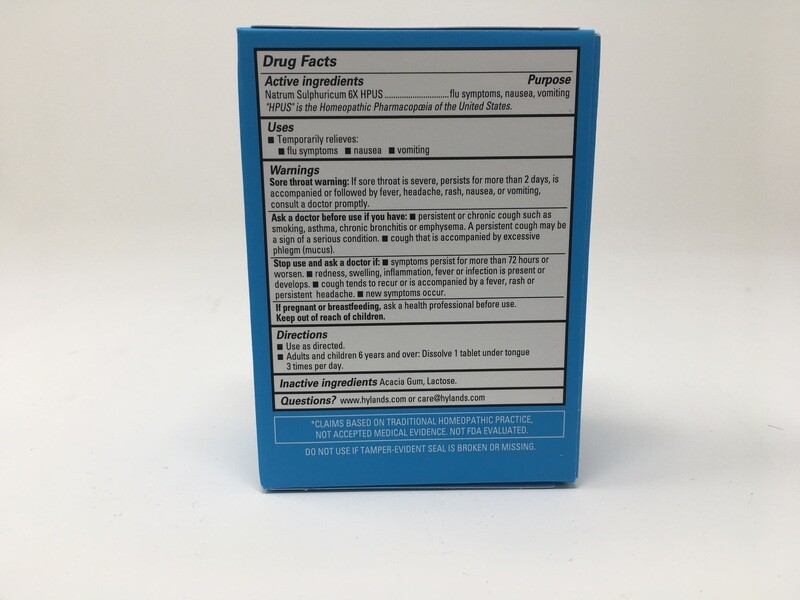 Drug Facts
Active ingredients Purpose
Natrum Sulphuricum 6X HPUS..............................flu symptoms, nausea, vomiting
"HPUS" is the Homeopathic Pharmacopœia of the United States.
Uses
■ Temporarily relieves:
■ flu symptoms ■ nausea ■ vomiting
Warnings
Sore throat warning: If sore throat is severe, persists for more than 2 days, is
accompanied or followed by fever, headache, rash, nausea, or vomiting,
consult a doctor promptly.
Ask a doctor before use if you have: ■ persistent or chronic cough such as
smoking, asthma, chronic bronchitis or emphysema. A persistent cough may be
a sign of a serious condition. ■ cough that is accompanied by excessive
phlegm (mucus).
Stop use and ask a doctor if: ■ symptoms persist for more than 72 hours or
worsen. ■ redness, swelling, inflammation, fever or infection is present or
develops. ■ cough tends to recur or is accompanied by a fever, rash or
persistent headache. ■ new symptoms occur.
If pregnant or breastfeeding, ask a health professional before use.
Keep out of reach of children.
Directions
■ Use as directed.
■ Adults and children 6 years and over: Dissolve 1 tablet under tongue
3 times per day.
Inactive ingredients Acacia Gum, Lactose.
Questions? www.hylands.com or care@hylands.com
*CLAIMS BASED ON TRADITIONAL HOMEOPATHIC PRACTICE,
NOT ACCEPTED MEDICAL EVIDENCE. NOT FDA EVALUATED.
DO NOT USE IF TAMPER-EVIDENT SEAL IS BROKEN OR MISSING.